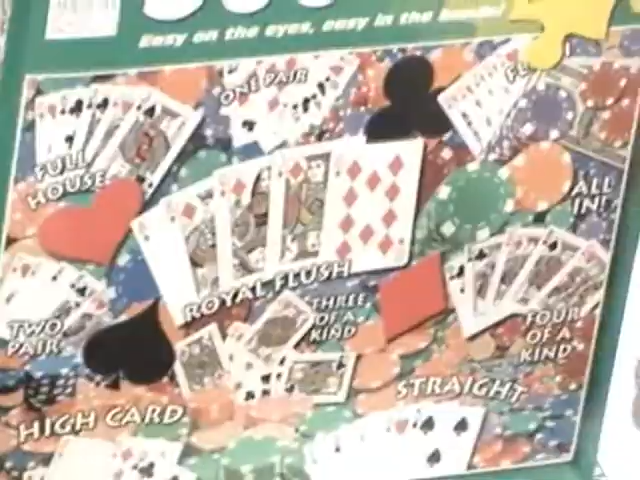 Easy on the eyes, easy in the hands!
ONE PAIR
FULL
HOUSE
ALL
IN!
ROYAL FLUSH
THREE
OF A
KIND
FOUR
OF A
KIND
TWO
PAIR
STRAIGHT
HIGH CARD